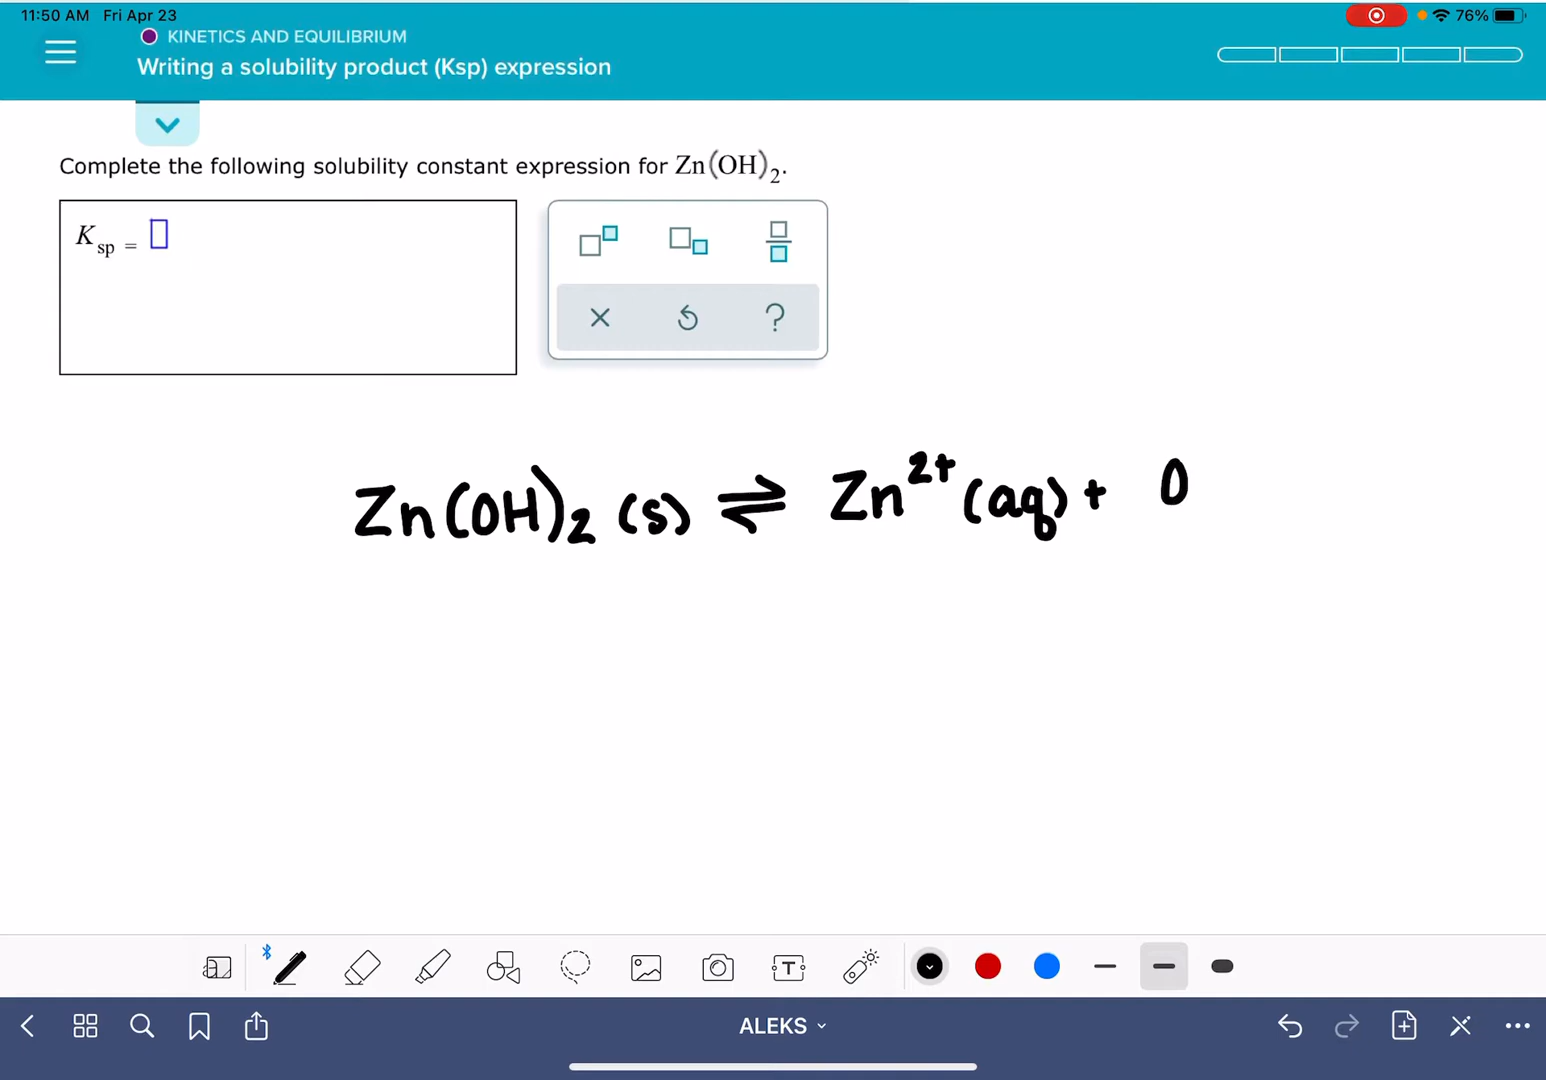 11:50 AM Fri Apr 23
76%
KINETICS AND EQUILIBRIUM
Writing a solubility product (Ksp) expression
Complete the following solubility constant expression for Zn(OH)₂.
K sp =
?
Zn(OH)₂ (s) ⇌ Zn²⁺ (aq) + O
a
T
ALEKS